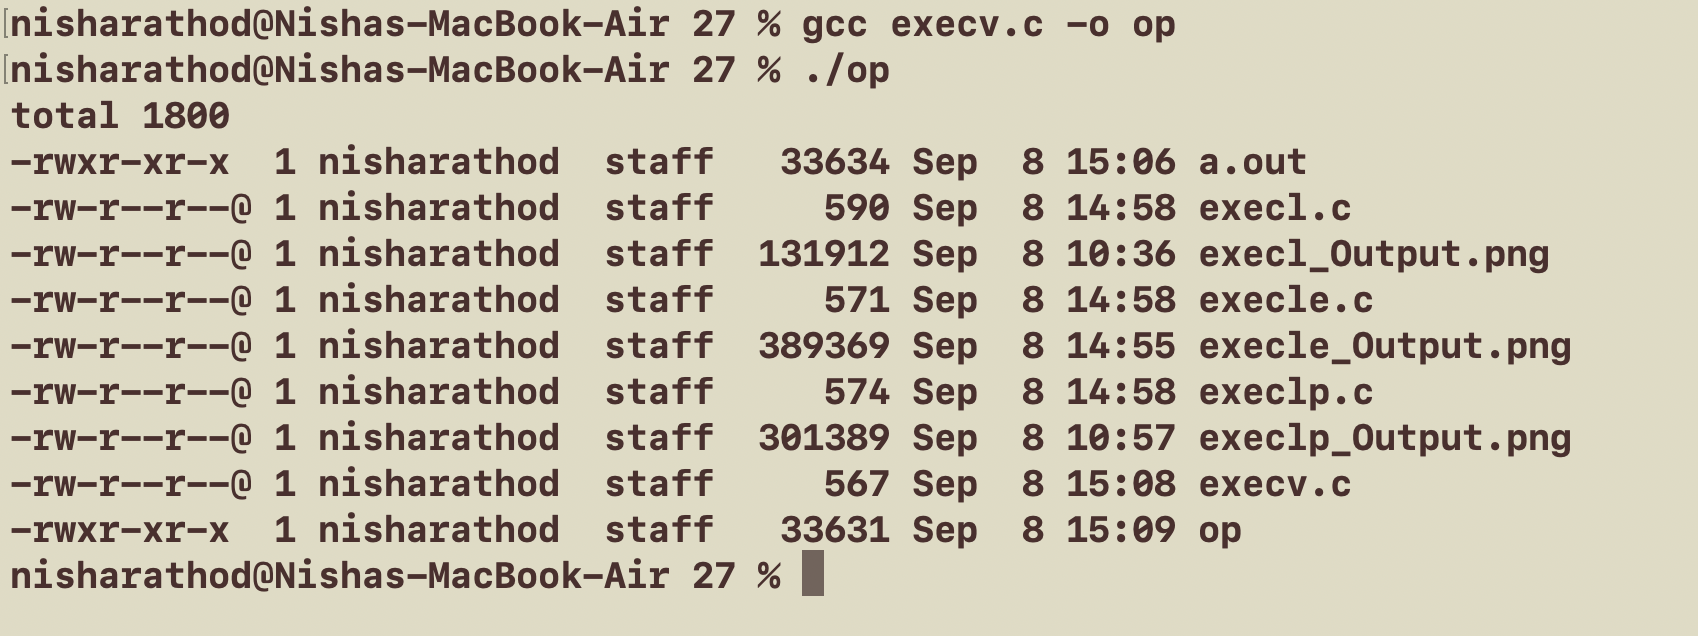 [nisharathod@Nishas-MacBook-Air 27 % gcc execv.c -o op
[nisharathod@Nishas-MacBook-Air 27 % ./op
total 1800
-rwxr-xr-x  1 nisharathod  staff   33634 Sep  8 15:06 a.out
-rw-r--r--@ 1 nisharathod  staff     590 Sep  8 14:58 execl.c
-rw-r--r--@ 1 nisharathod  staff  131912 Sep  8 10:36 execl_Output.png
-rw-r--r--@ 1 nisharathod  staff     571 Sep  8 14:58 execle.c
-rw-r--r--@ 1 nisharathod  staff  389369 Sep  8 14:55 execle_Output.png
-rw-r--r--@ 1 nisharathod  staff     574 Sep  8 14:58 execlp.c
-rw-r--r--@ 1 nisharathod  staff  301389 Sep  8 10:57 execlp_Output.png
-rw-r--r--@ 1 nisharathod  staff     567 Sep  8 15:08 execv.c
-rwxr-xr-x  1 nisharathod  staff   33631 Sep  8 15:09 op
nisharathod@Nishas-MacBook-Air 27 %